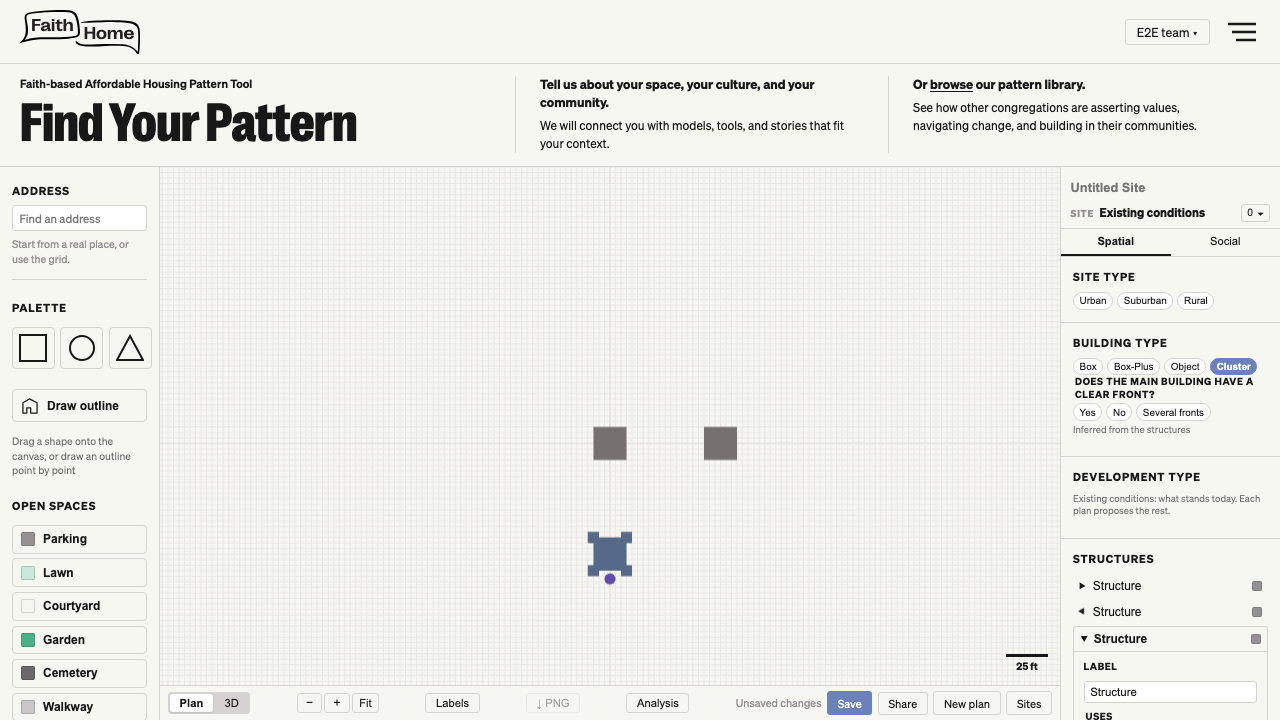 Faith
Home
E2E team
Faith-based Affordable Housing Pattern Tool
Find Your Pattern
Tell us about your space, your culture, and your
community.
We will connect you with models, tools, and stories that fit
your context.
Or browse our pattern library.
See how other congregations are asserting values,
navigating change, and building in their communities.
ADDRESS
Find an address
Start from a real place, or
use the grid.
PALETTE
Draw outline
Drag a shape onto the
canvas, or draw an outline
point by point
OPEN SPACES
Parking
Lawn
Courtyard
Garden
Cemetery
Walkway
25 ft
Plan 3D − + Fit Labels ↓ PNG Analysis Unsaved changes Save Share New plan Sites
Untitled Site
SITE Existing conditions 0
Spatial Social
SITE TYPE
Urban Suburban Rural
BUILDING TYPE
Box Box-Plus Object Cluster
DOES THE MAIN BUILDING HAVE A
CLEAR FRONT?
Yes No Several fronts
Inferred from the structures
DEVELOPMENT TYPE
Existing conditions: what stands today. Each
plan proposes the rest.
STRUCTURES
Structure
Structure
Structure
LABEL
Structure
USES